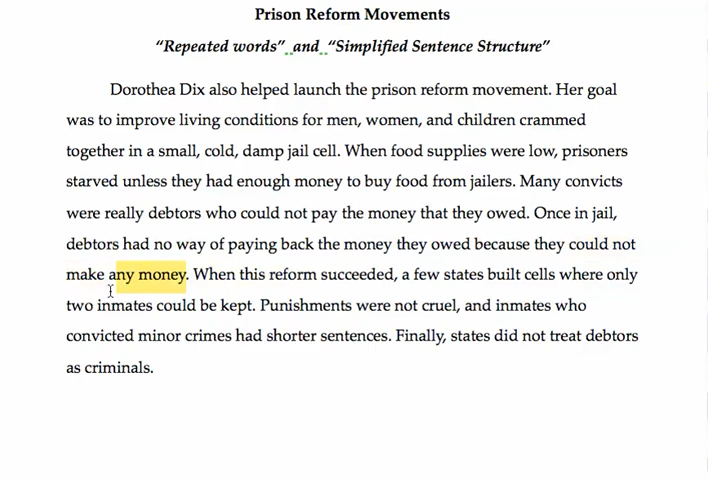 Prison Reform Movements
“Repeated words” and “Simplified Sentence Structure”
Dorothea Dix also helped launch the prison reform movement. Her goal
was to improve living conditions for men, women, and children crammed
together in a small, cold, damp jail cell. When food supplies were low, prisoners
starved unless they had enough money to buy food from jailers. Many convicts
were really debtors who could not pay the money that they owed. Once in jail,
debtors had no way of paying back the money they owed because they could not
make any money. When this reform succeeded, a few states built cells where only
two inmates could be kept. Punishments were not cruel, and inmates who
convicted minor crimes had shorter sentences. Finally, states did not treat debtors
as criminals.